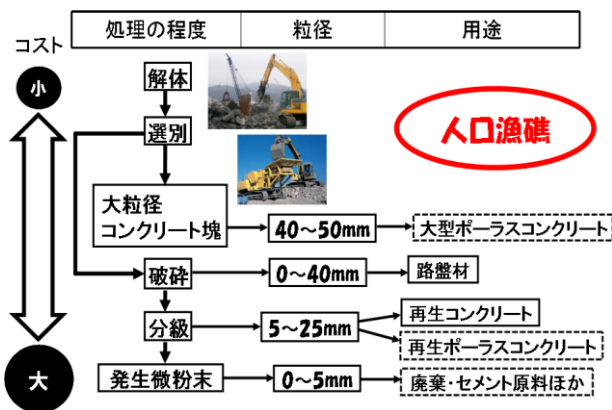 コスト
処理の程度 粒径 用途
小
解体
選別
人口漁礁
大粒径
コンクリート塊
40～50mm
大型ポーラスコンクリート
破砕
0～40mm
路盤材
分級
5～25mm
再生コンクリート
再生ポーラスコンクリート
大
発生微粉末
0～5mm
廃棄・セメント原料ほか